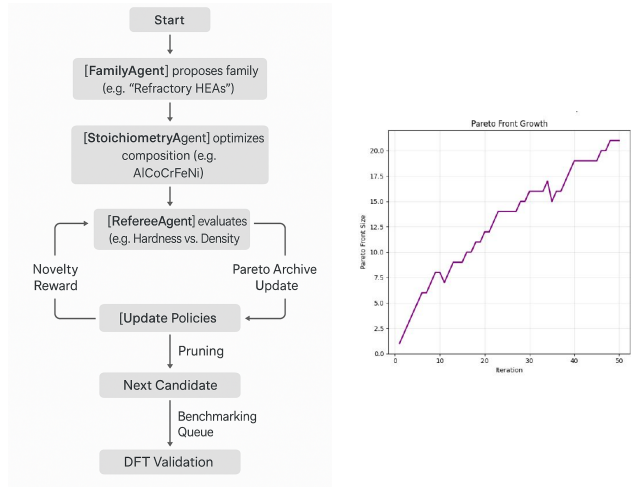 Start
[FamilyAgent] proposes family
(e.g. “Refractory HEAs”)
[StoichiometryAgent] optimizes
composition (e.g.
AlCoCrFeNi)
[RefereeAgent] evaluates
(e.g. Hardness vs. Density
Novelty
Reward
Pareto Archive
Update
[Update Policies
Pruning
Next Candidate
Benchmarking
Queue
DFT Validation
Pareto Front Growth
Pareto Front Size
20.0
17.5
15.0
12.5
10.0
7.5
5.0
2.5
0.0
0
10
20
30
40
50
Iteration